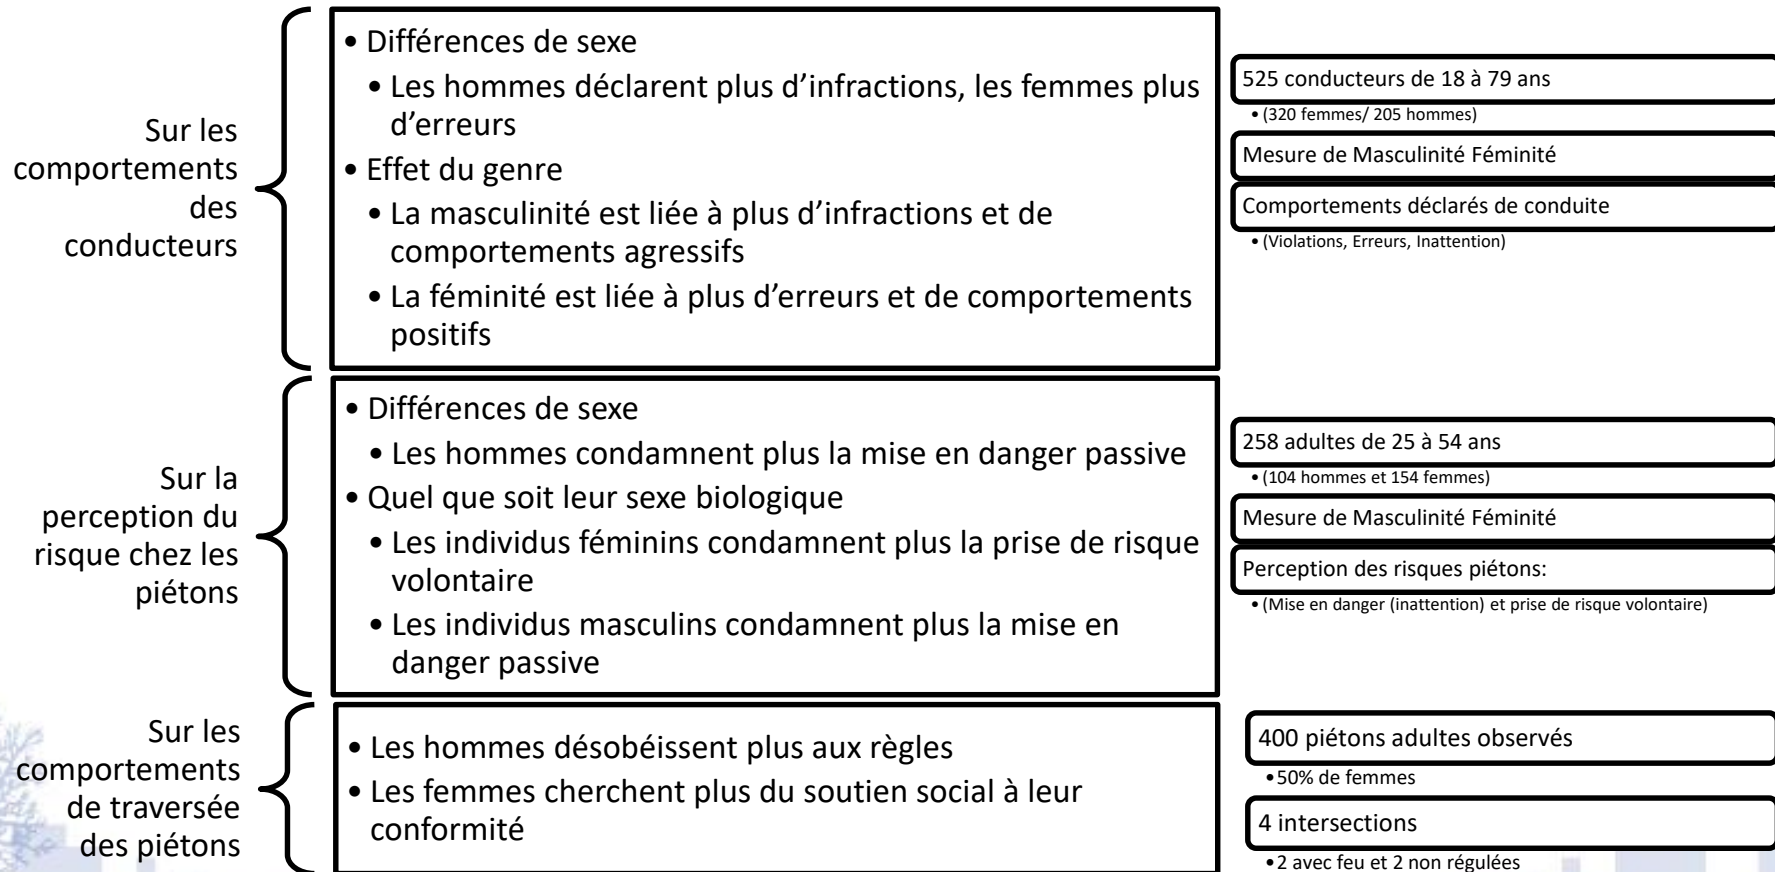 Sur les
comportements
des
conducteurs
• Différences de sexe
• Les hommes déclarent plus d’infractions, les femmes plus
d’erreurs
• Effet du genre
• La masculinité est liée à plus d’infractions et de
comportements agressifs
• La féminité est liée à plus d’erreurs et de comportements
positifs
525 conducteurs de 18 à 79 ans
• (320 femmes/ 205 hommes)
Mesure de Masculinité Féminité
Comportements déclarés de conduite
• (Violations, Erreurs, Inattention)
Sur la
perception du
risque chez les
piétons
• Différences de sexe
• Les hommes condamnent plus la mise en danger passive
• Quel que soit leur sexe biologique
• Les individus féminins condamnent plus la prise de risque
volontaire
• Les individus masculins condamnent plus la mise en
danger passive
258 adultes de 25 à 54 ans
• (104 hommes et 154 femmes)
Mesure de Masculinité Féminité
Perception des risques piétons:
• (Mise en danger (inattention) et prise de risque volontaire)
Sur les
comportements
de traversée
des piétons
• Les hommes désobéissent plus aux règles
• Les femmes cherchent plus du soutien social à leur
conformité
400 piétons adultes observés
• 50% de femmes
4 intersections
• 2 avec feu et 2 non régulées